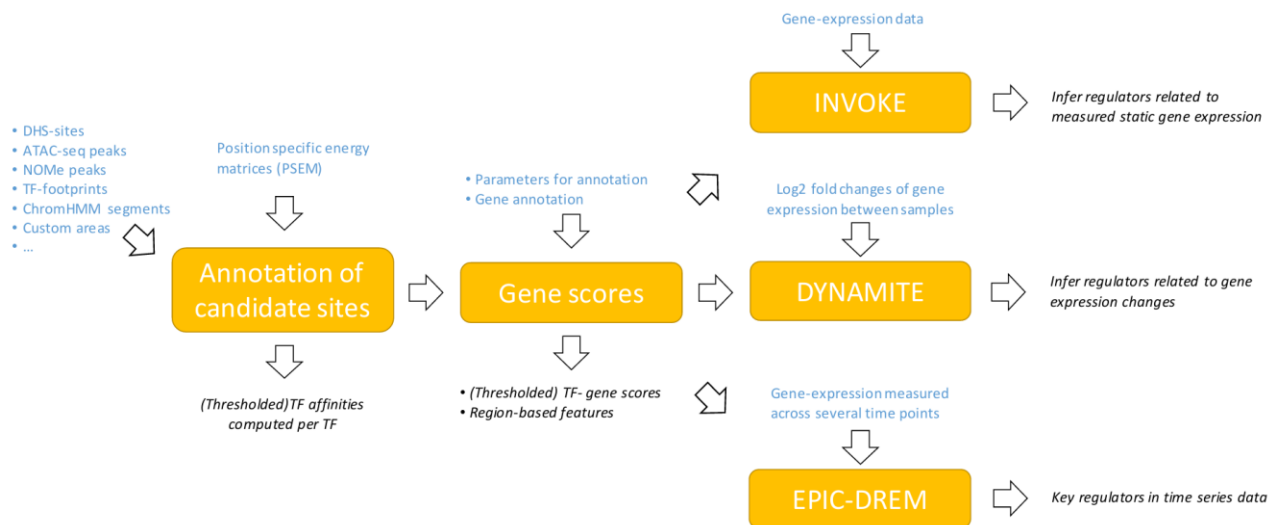 Gene-expression data
INVOKE
Infer regulators related to
measured static gene expression
• DHS-sites
• ATAC-seq peaks
• NOMe peaks
• TF-footprints
• ChromHMM segments
• Custom areas
• ...
Position specific energy
matrices (PSEM)
• Parameters for annotation
• Gene annotation
Log2 fold changes of gene
expression between samples
Annotation of
candidate sites
Gene scores
DYNAMITE
Infer regulators related to gene
expression changes
(Thresholded)TF affinities
computed per TF
• (Thresholded) TF- gene scores
• Region-based features
Gene-expression measured
across several time points
EPIC-DREM
Key regulators in time series data